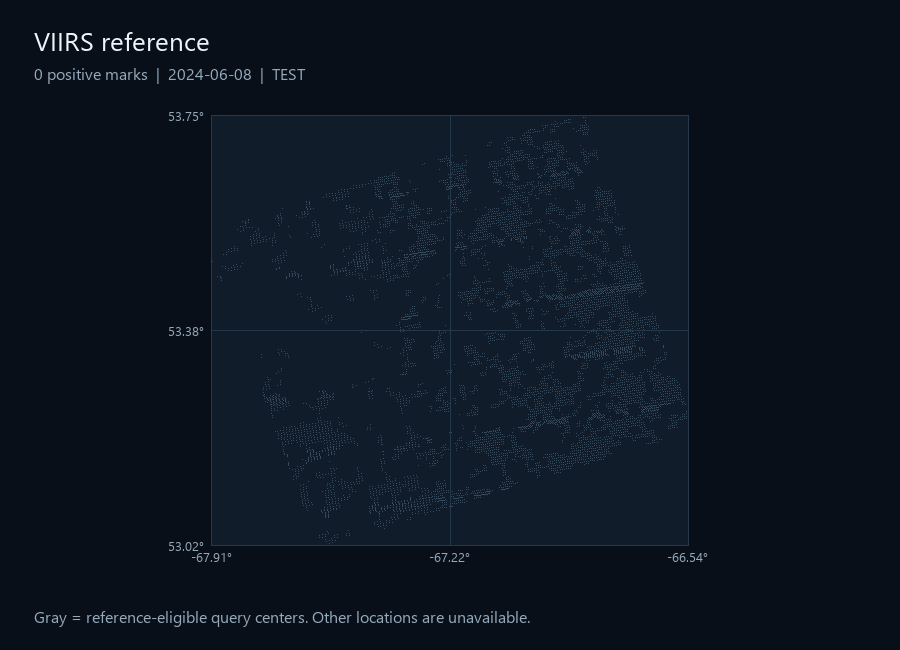 VIIRS reference
0 positive marks | 2024-06-08 | TEST
53.75°
53.38°
53.02°
-67.91°
-67.22°
-66.54°
Gray = reference-eligible query centers. Other locations are unavailable.